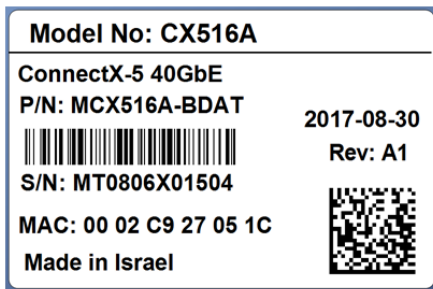 Model No: CX516A
ConnectX-5 40GbE
P/N: MCX516A-BDAT
2017-08-30
Rev: A1
S/N: MT0806X01504
MAC: 00 02 C9 27 05 1C
Made in Israel